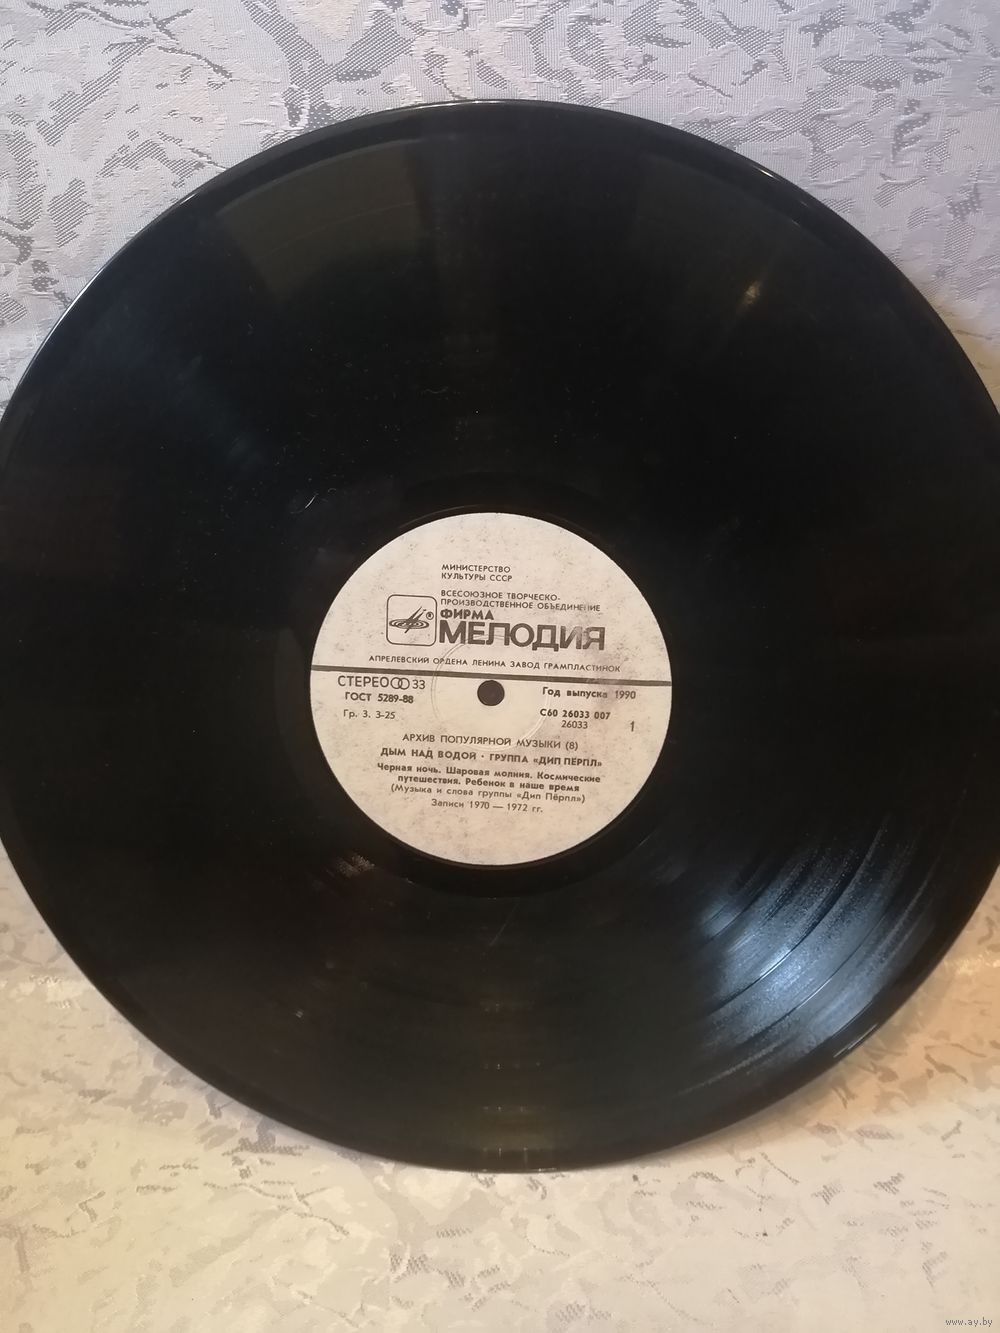 МИНИСТЕРСТВО
КУЛЬТУРЫ СССР
ВСЕСОЮЗНОЕ ТВОРЧЕСКО-
ПРОИЗВОДСТВЕННОЕ ОБЪЕДИНЕНИЕ
®
ФИРМА
МЕЛОДИЯ
АПРЕЛЕВСКИЙ ОРДЕНА ЛЕНИНА ЗАВОД ГРАМПЛАСТИНОК
СТЕРЕО 33
ГОСТ 5289-88
Гр. 3. 3-25
Год выпуска 1990
С60 26033 007
26033
1
АРХИВ ПОПУЛЯРНОЙ МУЗЫКИ (8)
ДЫМ НАД ВОДОЙ · ГРУППА «ДИП ПЁРПЛ»
Черная ночь. Шаровая молния. Космические
путешествия. Ребенок в наше время
(Музыка и слова группы «Дип Пёрпл»)
Записи 1970 — 1972 гг.
www.ay.by